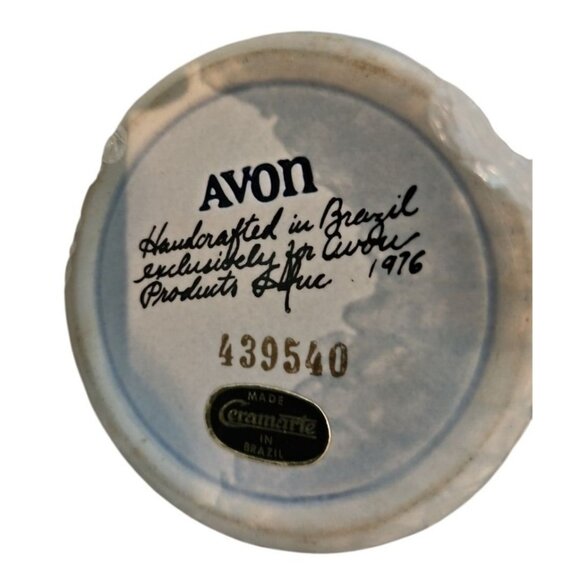 AVON
Handcrafted in Brazil
exclusively for Avon
Products Inc 1976
439540
MADE
Ceramarte
IN
BRAZIL